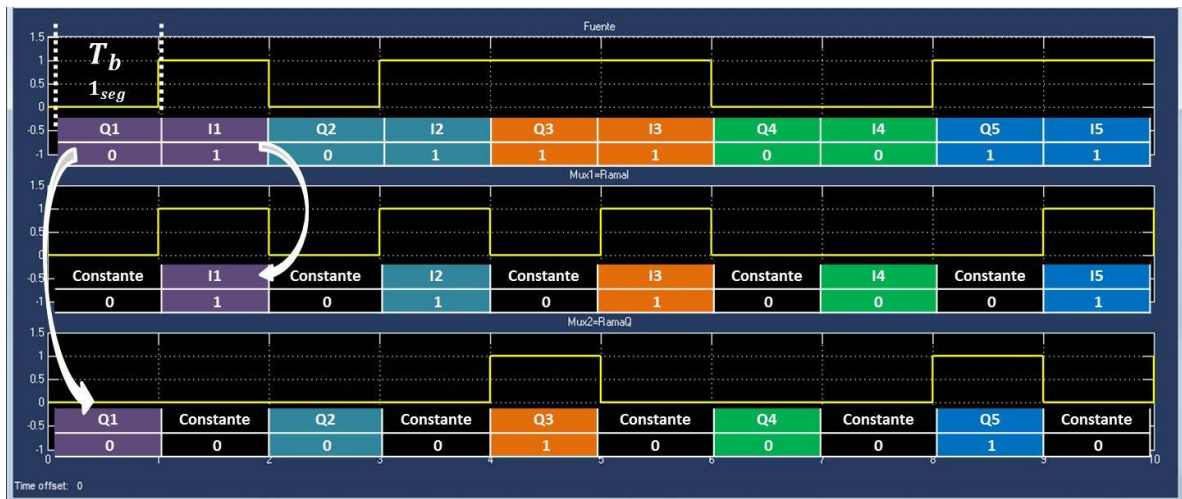 Fuente
1.5
1
0.5
0
-0.5
-1
T_b
1_seg
Q1 I1 Q2 I2 Q3 I3 Q4 I4 Q5 I5
0 1 0 1 1 1 0 0 1 1
Mux1=RamaI
1.5
1
0.5
0
-0.5
-1
Constante I1 Constante I2 Constante I3 Constante I4 Constante I5
0 1 0 1 0 1 0 0 0 1
Mux2=RamaQ
1.5
1
0.5
0
-0.5
-1
Q1 Constante Q2 Constante Q3 Constante Q4 Constante Q5 Constante
0 0 0 0 1 0 0 0 1 0
0 1 2 3 4 5 6 7 8 9 10
Time offset: 0